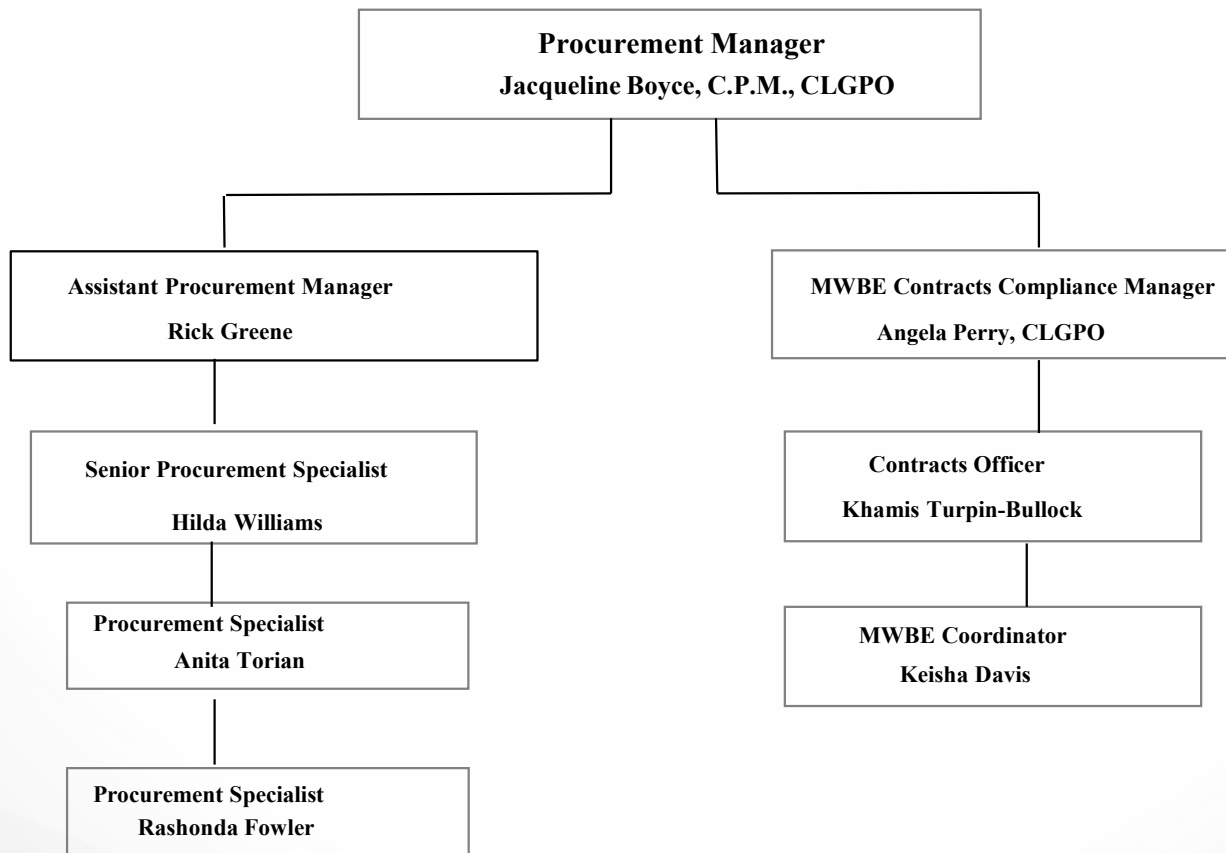 Procurement Manager
Jacqueline Boyce, C.P.M., CLGPO
Assistant Procurement Manager
Rick Greene
Senior Procurement Specialist
Hilda Williams
Procurement Specialist
Anita Torian
Procurement Specialist
Rashonda Fowler
MWBE Contracts Compliance Manager
Angela Perry, CLGPO
Contracts Officer
Khamis Turpin-Bullock
MWBE Coordinator
Keisha Davis